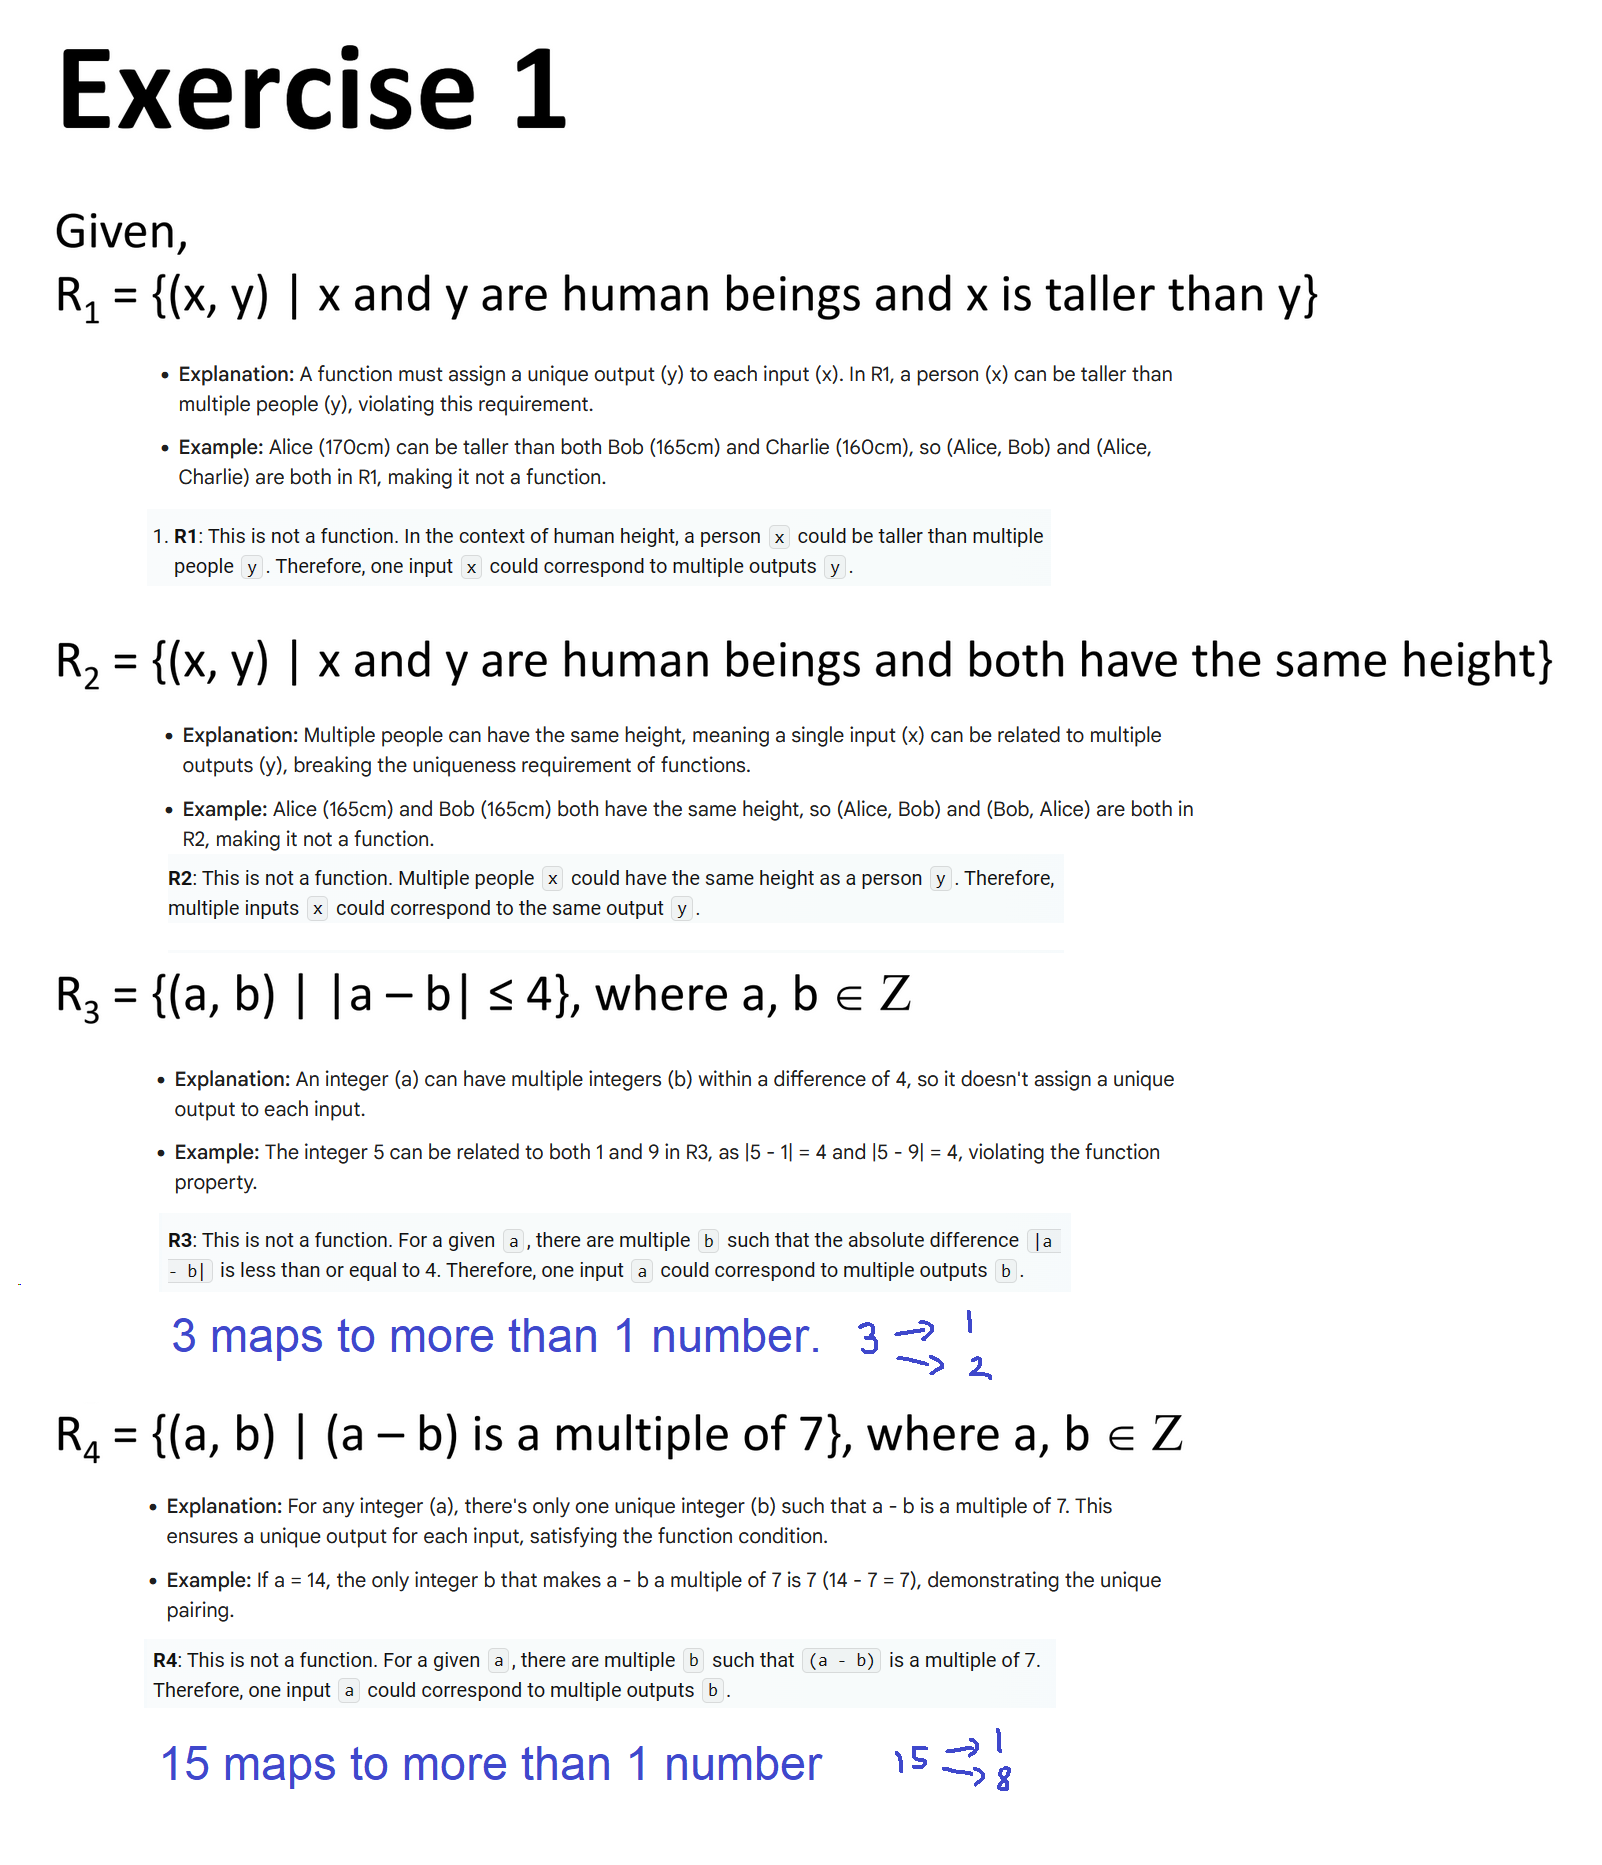 Exercise 1
Given,
R₁ = {(x, y) | x and y are human beings and x is taller than y}
• Explanation: A function must assign a unique output (y) to each input (x). In R1, a person (x) can be taller than
multiple people (y), violating this requirement.
• Example: Alice (170cm) can be taller than both Bob (165cm) and Charlie (160cm), so (Alice, Bob) and (Alice,
Charlie) are both in R1, making it not a function.
1. R1: This is not a function. In the context of human height, a person x could be taller than multiple
people y . Therefore, one input x could correspond to multiple outputs y .
R₂ = {(x, y) | x and y are human beings and both have the same height}
• Explanation: Multiple people can have the same height, meaning a single input (x) can be related to multiple
outputs (y), breaking the uniqueness requirement of functions.
• Example: Alice (165cm) and Bob (165cm) both have the same height, so (Alice, Bob) and (Bob, Alice) are both in
R2, making it not a function.
R2: This is not a function. Multiple people x could have the same height as a person y . Therefore,
multiple inputs x could correspond to the same output y .
R₃ = {(a, b) | |a – b| ≤ 4}, where a, b ∈ Z
• Explanation: An integer (a) can have multiple integers (b) within a difference of 4, so it doesn't assign a unique
output to each input.
• Example: The integer 5 can be related to both 1 and 9 in R3, as |5 - 1| = 4 and |5 - 9| = 4, violating the function
property.
R3: This is not a function. For a given a , there are multiple b such that the absolute difference |a
- b| is less than or equal to 4. Therefore, one input a could correspond to multiple outputs b .
3 maps to more than 1 number. 3 → 1
→ 2
R₄ = {(a, b) | (a – b) is a multiple of 7}, where a, b ∈ Z
• Explanation: For any integer (a), there's only one unique integer (b) such that a - b is a multiple of 7. This
ensures a unique output for each input, satisfying the function condition.
• Example: If a = 14, the only integer b that makes a - b a multiple of 7 is 7 (14 - 7 = 7), demonstrating the unique
pairing.
R4: This is not a function. For a given a , there are multiple b such that (a - b) is a multiple of 7.
Therefore, one input a could correspond to multiple outputs b .
15 maps to more than 1 number 15 → 1
→ 8